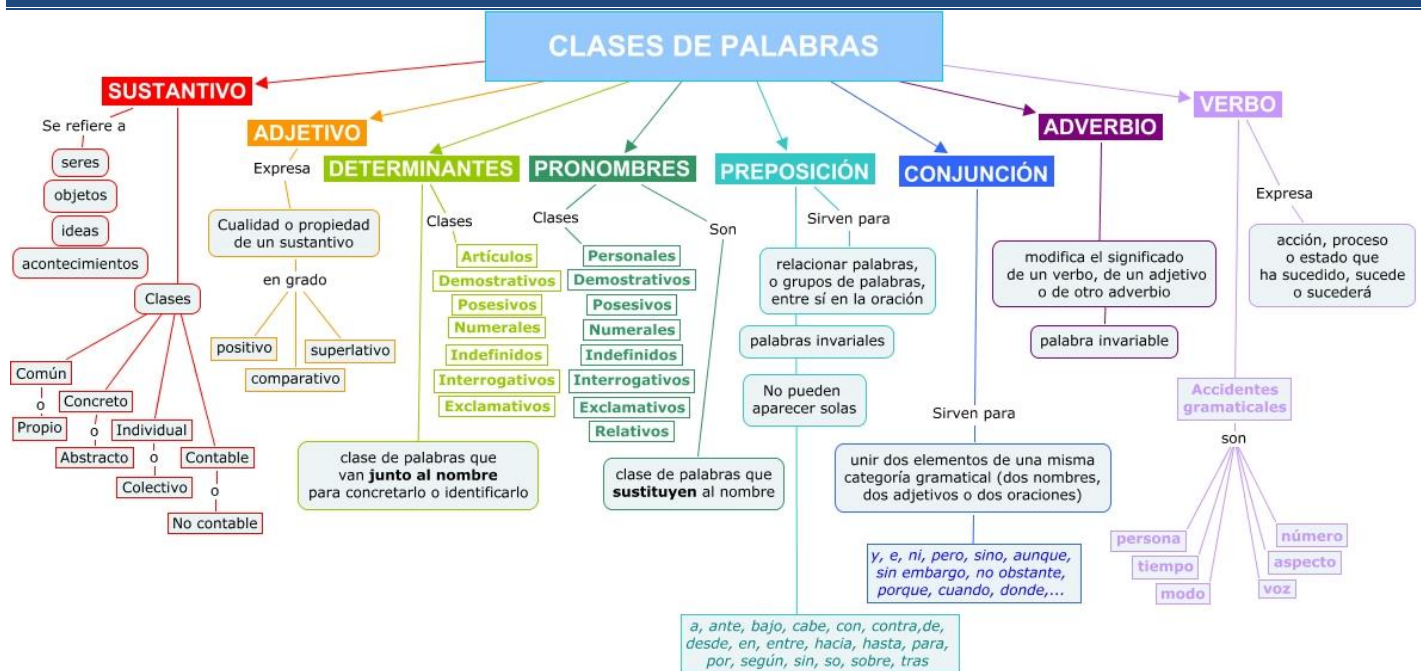 CLASES DE PALABRAS
SUSTANTIVO
Se refiere a
seres
objetos
ideas
acontecimientos
Clases
Común
o
Propio
Concreto
o
Abstracto
Individual
o
Colectivo
Contable
o
No contable
ADJETIVO
Expresa
Cualidad o propiedad
de un sustantivo
en grado
positivo
comparativo
superlativo
DETERMINANTES
Clases
Artículos
Demostrativos
Posesivos
Numerales
Indefinidos
Interrogativos
Exclamativos
clase de palabras que
van junto al nombre
para concretarlo o identificarlo
PRONOMBRES
Clases
Personales
Demostrativos
Posesivos
Numerales
Indefinidos
Interrogativos
Exclamativos
Relativos
Son
clase de palabras que
sustituyen al nombre
PREPOSICIÓN
Sirven para
relacionar palabras,
o grupos de palabras,
entre sí en la oración
palabras invariales
No pueden
aparecer solas
a, ante, bajo, cabe, con, contra,de,
desde, en, entre, hacia, hasta, para,
por, según, sin, so, sobre, tras
CONJUNCIÓN
Sirven para
unir dos elementos de una misma
categoría gramatical (dos nombres,
dos adjetivos o dos oraciones)
y, e, ni, pero, sino, aunque,
sin embargo, no obstante,
porque, cuando, donde,...
ADVERBIO
modifica el significado
de un verbo, de un adjetivo
o de otro adverbio
palabra invariable
VERBO
Expresa
acción, proceso
o estado que
ha sucedido, sucede
o sucederá
Accidentes
gramaticales
son
persona
tiempo
modo
número
aspecto
voz